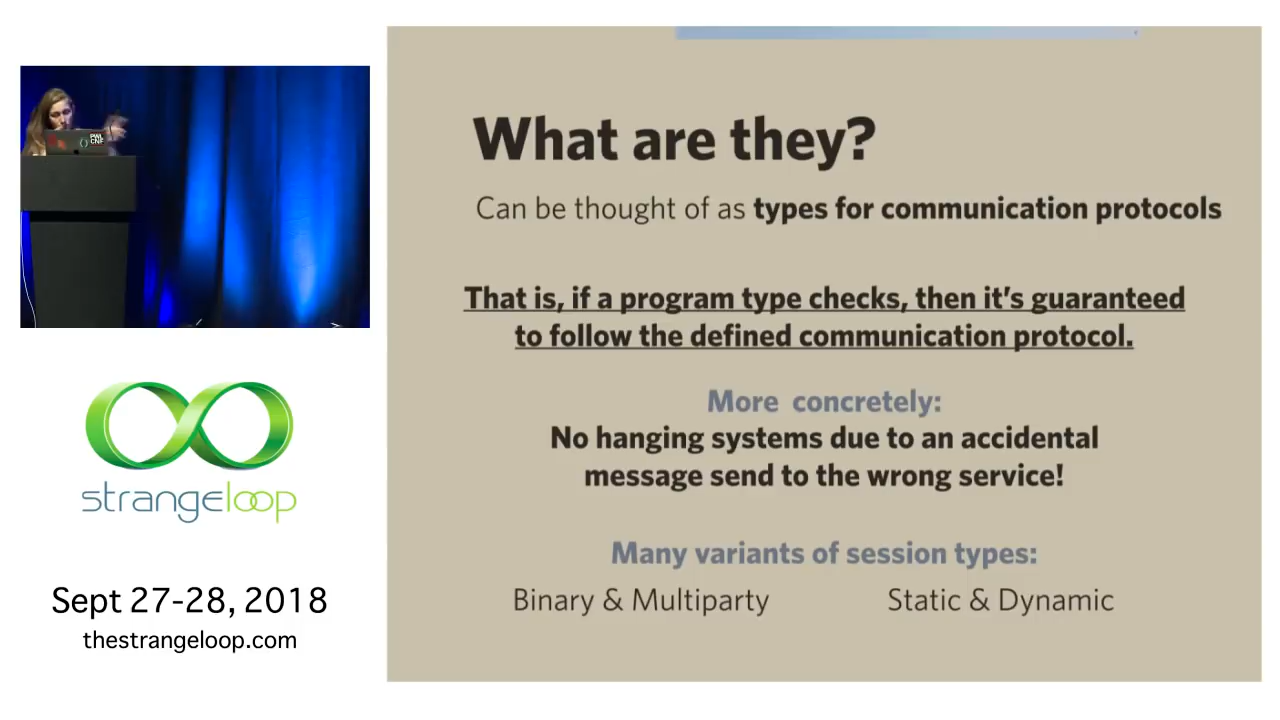 What are they?
Can be thought of as types for communication protocols
That is, if a program type checks, then it's guaranteed
to follow the defined communication protocol.
More concretely:
No hanging systems due to an accidental
message send to the wrong service!
Many variants of session types:
Binary & Multiparty
Static & Dynamic
PWL
CNF
strangeloop
Sept 27-28, 2018
thestrangeloop.com